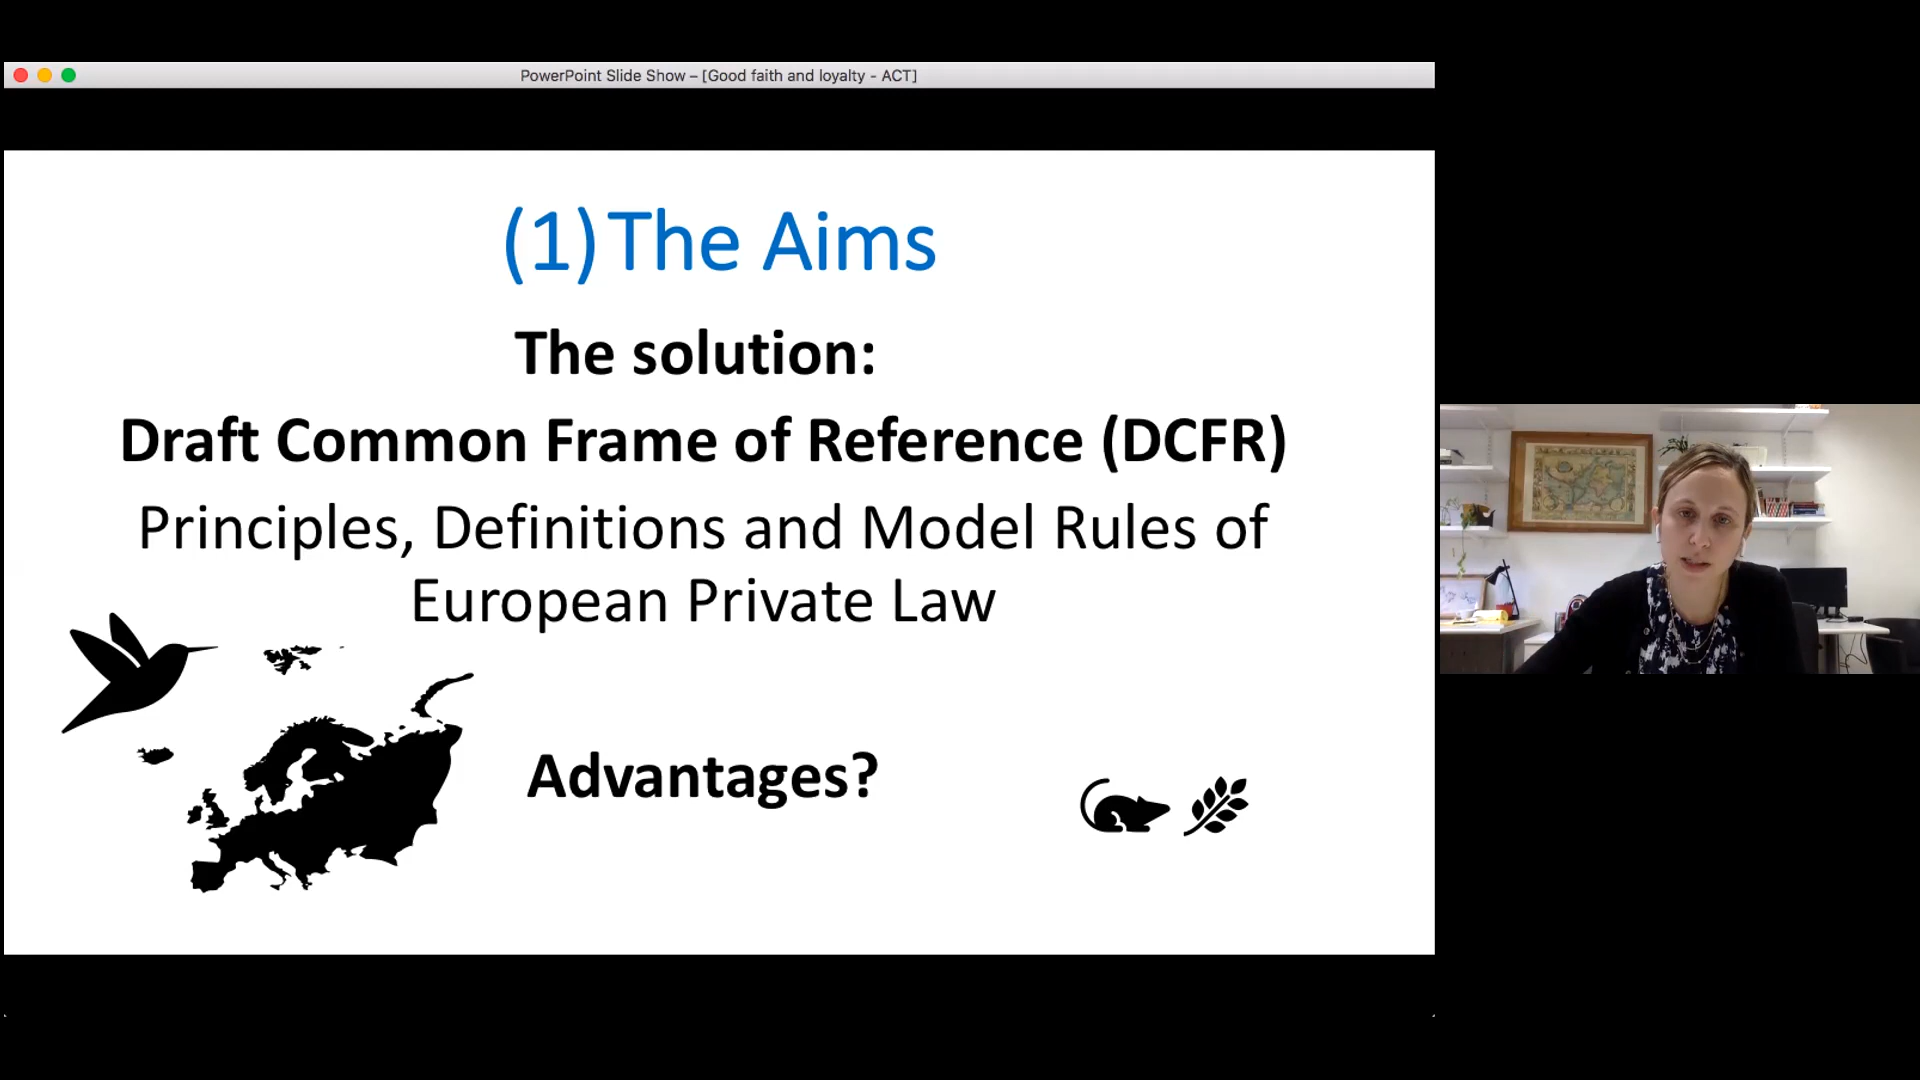 PowerPoint Slide Show – [Good faith and loyalty - ACT]
(1) The Aims
The solution:
Draft Common Frame of Reference (DCFR)
Principles, Definitions and Model Rules of
European Private Law
Advantages?